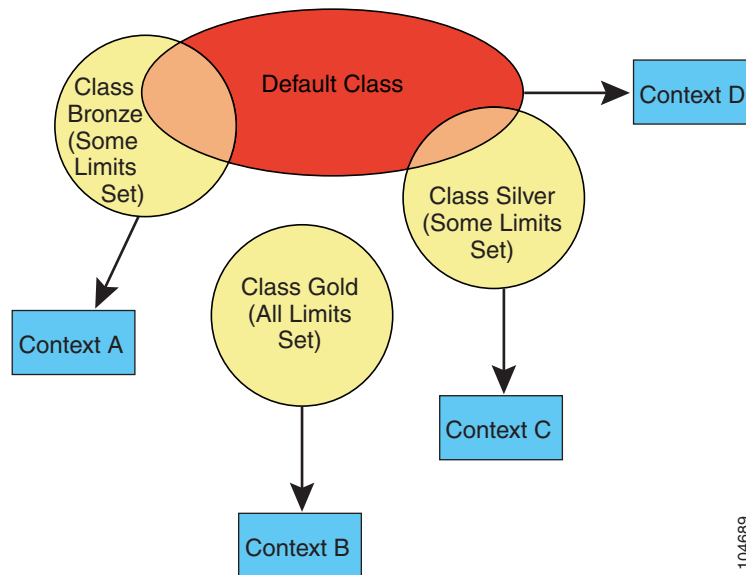 Class
Bronze
(Some
Limits
Set)
Default Class
Context D
Class Silver
(Some Limits
Set)
Class Gold
(All Limits
Set)
Context A
Context C
Context B
104689